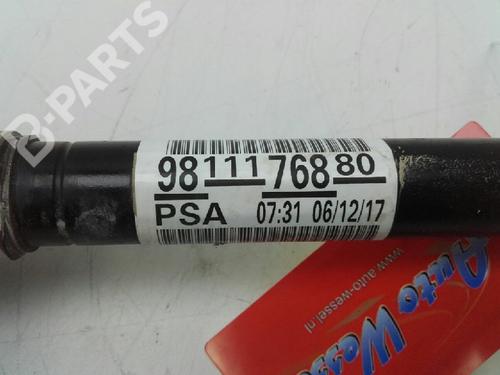 B-PARTS
98 111 768 80
PSA 07:31 06/12/17
www.auto-wessel.nl
Auto Wessel